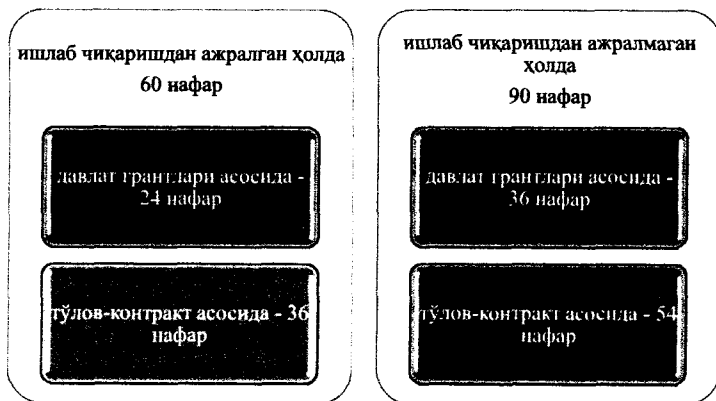 ишлаб чиқаришдан ажралган ҳолда
60 нафар
давлат грантлари асосида -
24 нафар
тўлов-контракт асосида - 36
нафар
ишлаб чиқаришдан ажралмаган
ҳолда
90 нафар
давлат грантлари асосида -
36 нафар
тўлов-контракт асосида - 54
нафар